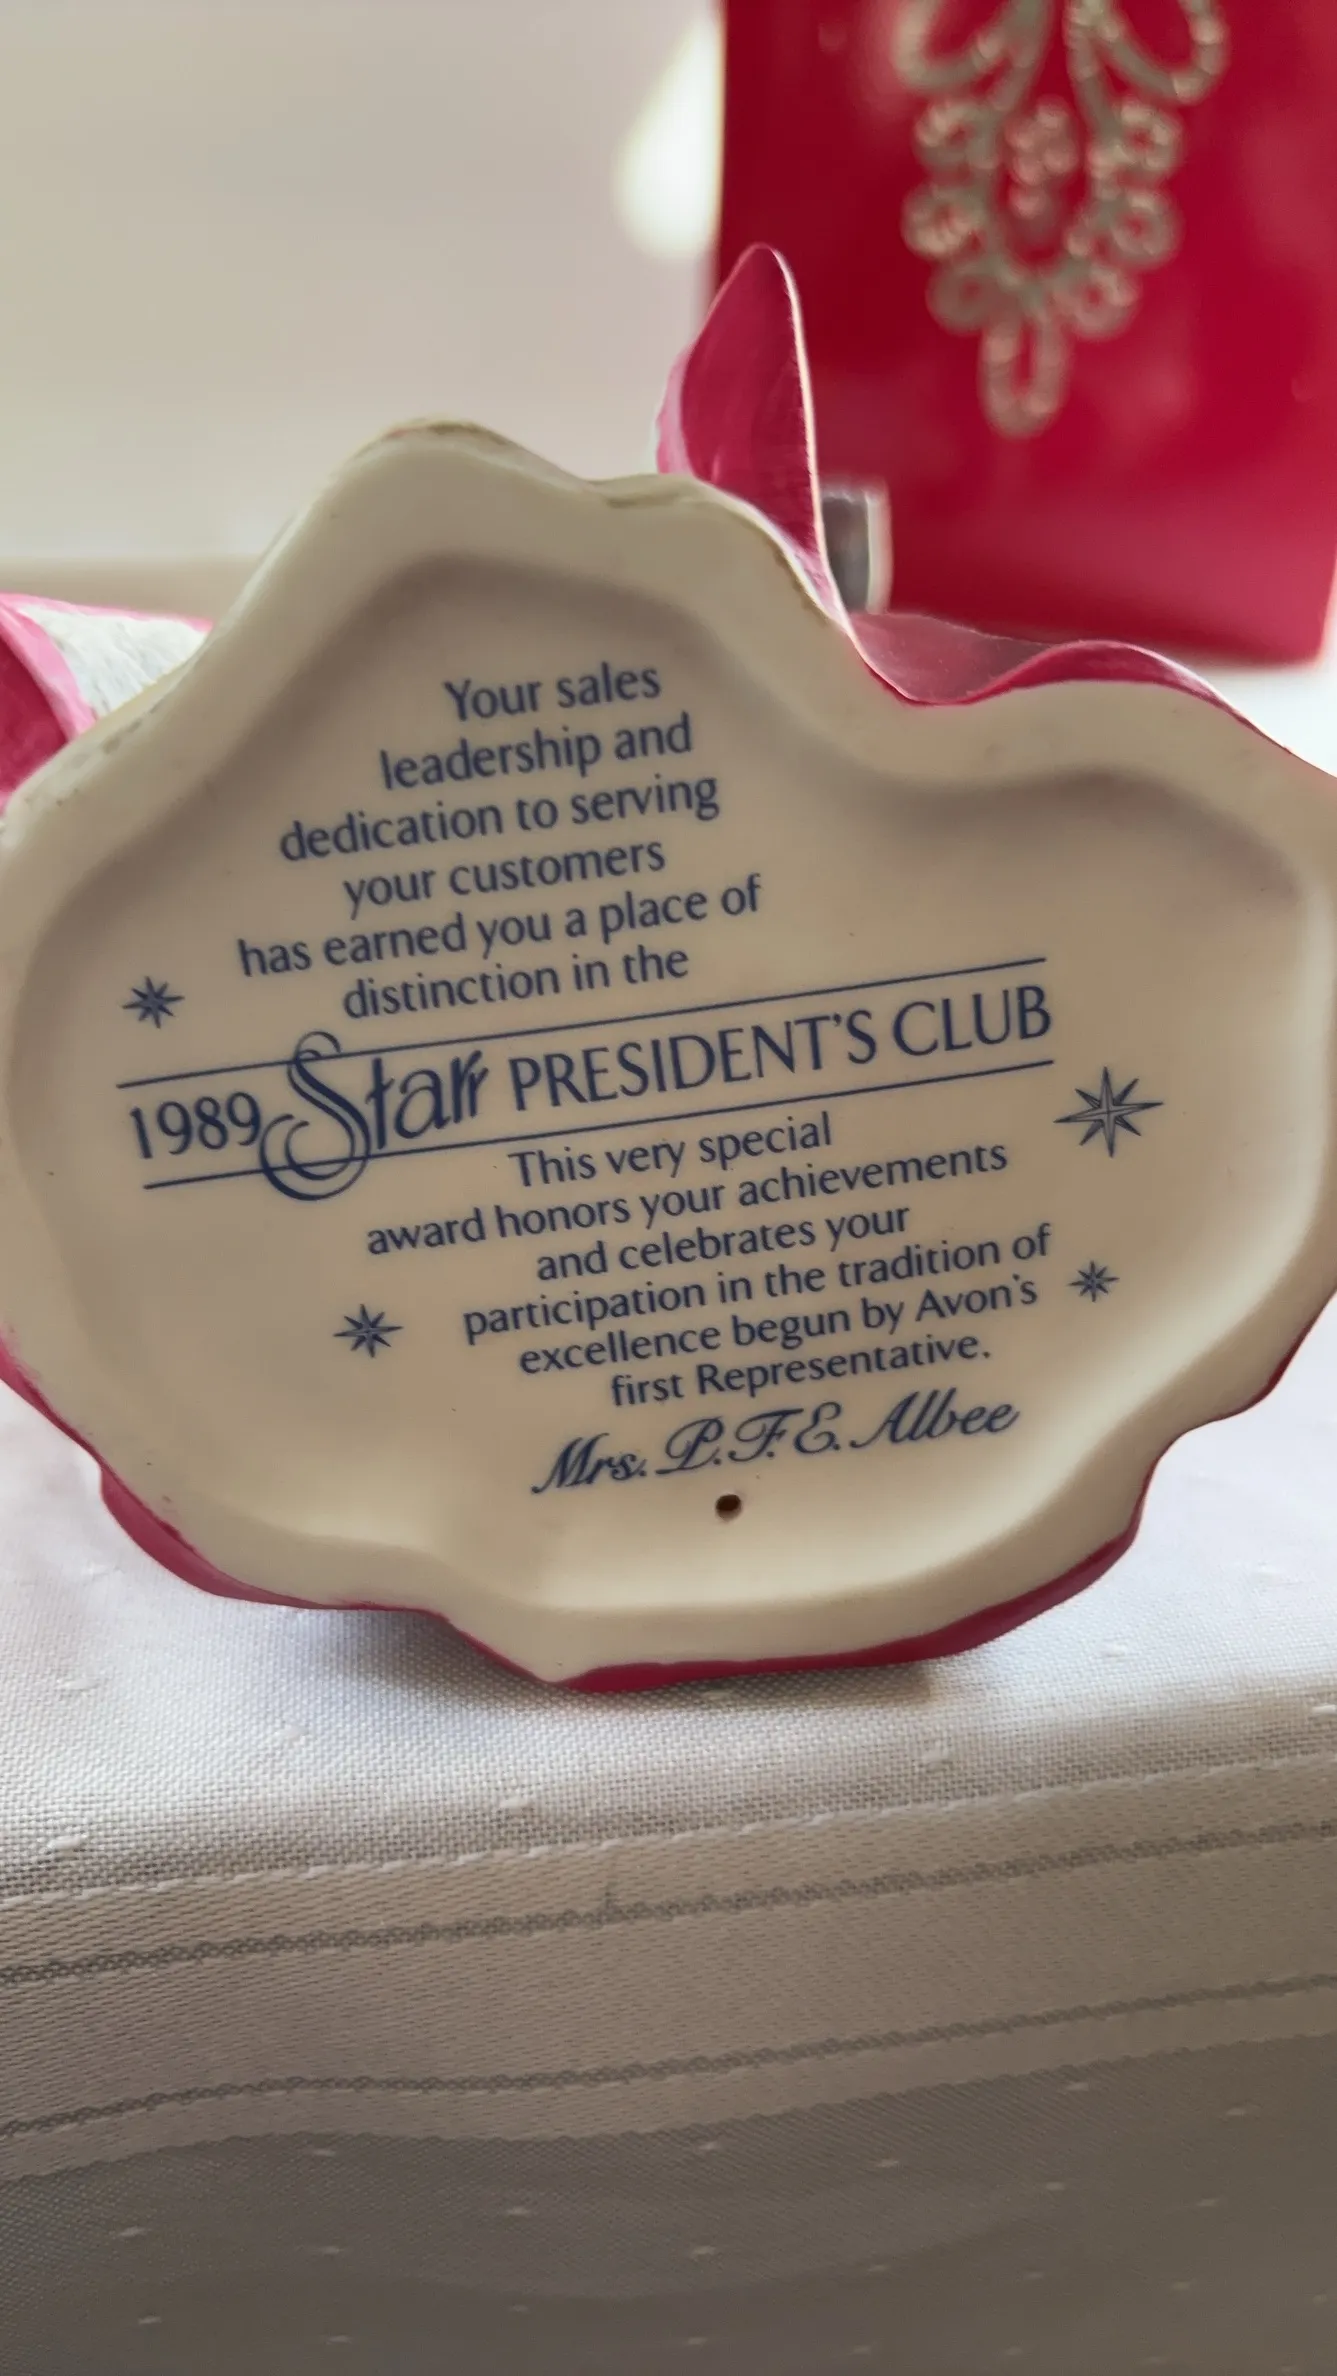 Your sales
leadership and
dedication to serving
your customers
has earned you a place of
distinction in the
1989 Star PRESIDENT'S CLUB
This very special
award honors your achievements
and celebrates your
participation in the tradition of
excellence begun by Avon's
first Representative.
Mrs. P.F.E. Albee